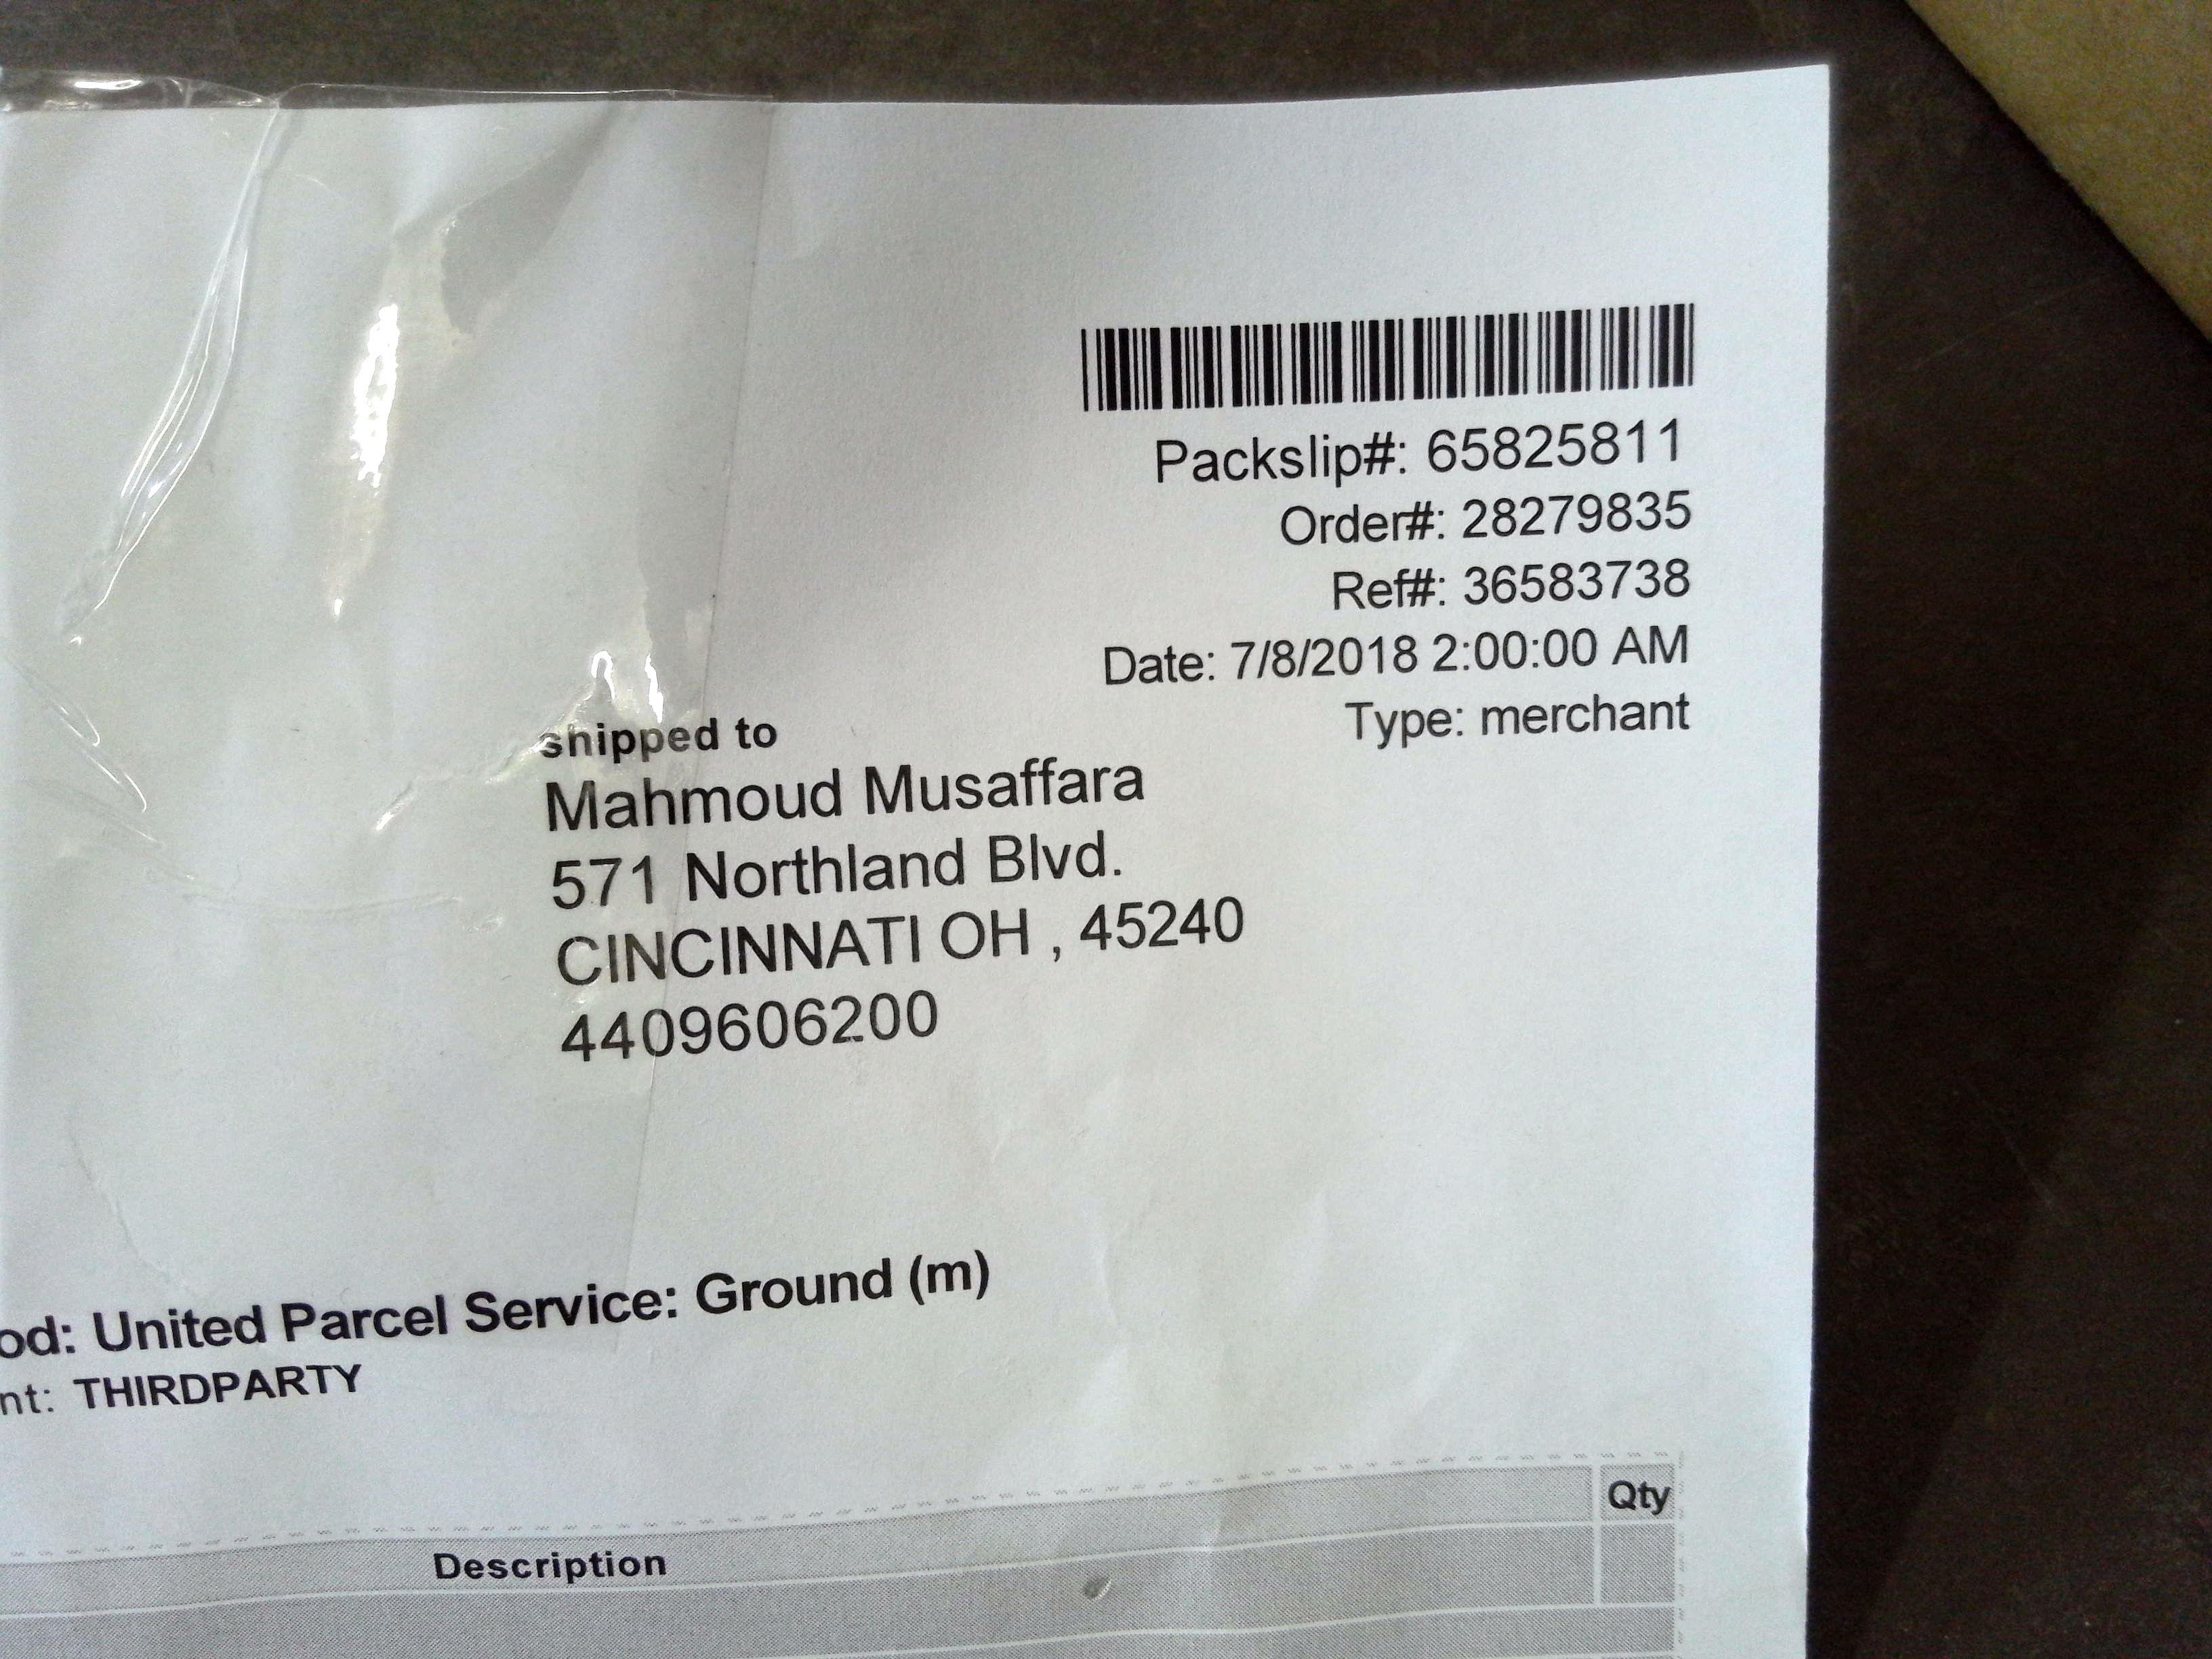 Packslip#: 65825811
Order#: 28279835
Ref#: 36583738
Date: 7/8/2018 2:00:00 AM
Type: merchant
shipped to
Mahmoud Musaffara
571 Northland Blvd.
CINCINNATI OH , 45240
4409606200
od: United Parcel Service: Ground (m)
nt: THIRDPARTY
Description
Qty